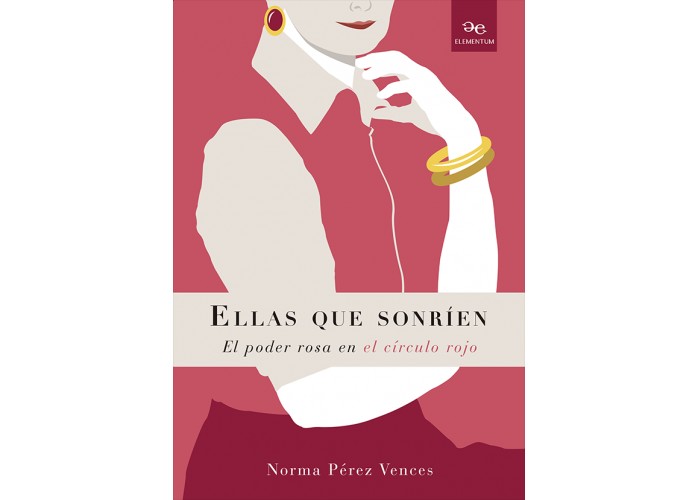 ELEMENTUM
ELLAS QUE SONRÍEN
El poder rosa en el círculo rojo
Norma Pérez Vences